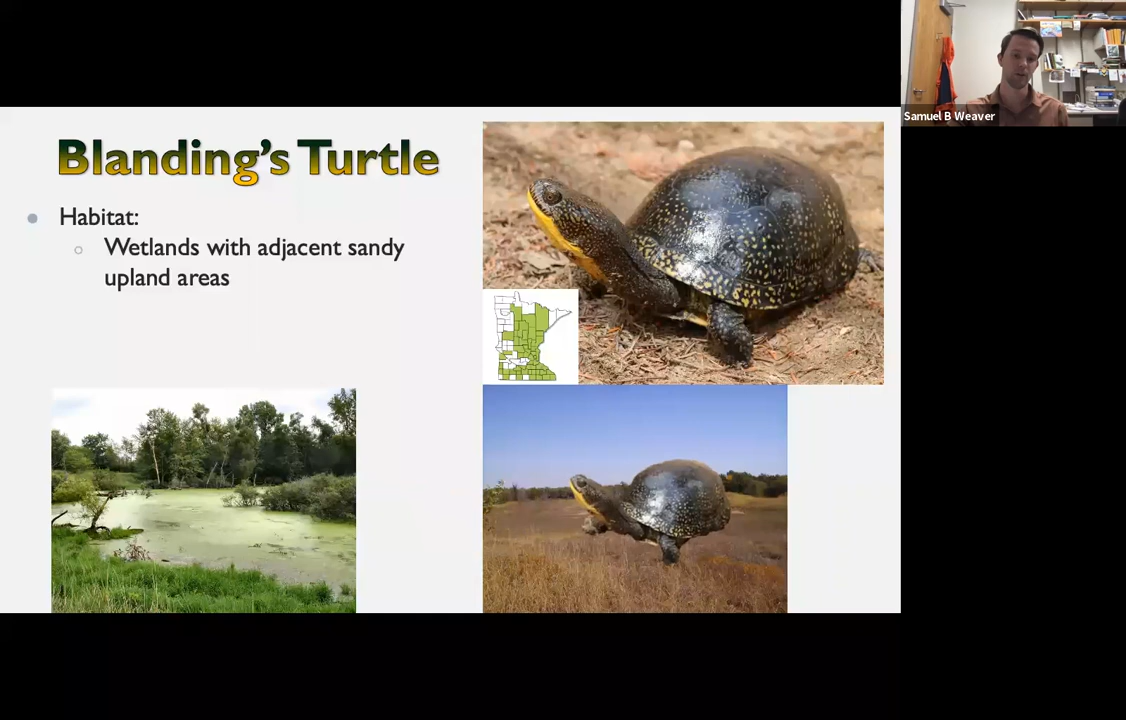 Samuel B Weaver
Blanding's Turtle
Habitat:
Wetlands with adjacent sandy
upland areas